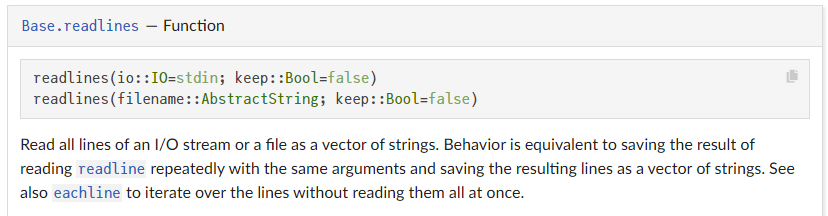 Base.readlines — Function
readlines(io::IO=stdin; keep::Bool=false)
readlines(filename::AbstractString; keep::Bool=false)
Read all lines of an I/O stream or a file as a vector of strings. Behavior is equivalent to saving the result of
reading readline repeatedly with the same arguments and saving the resulting lines as a vector of strings. See
also eachline to iterate over the lines without reading them all at once.